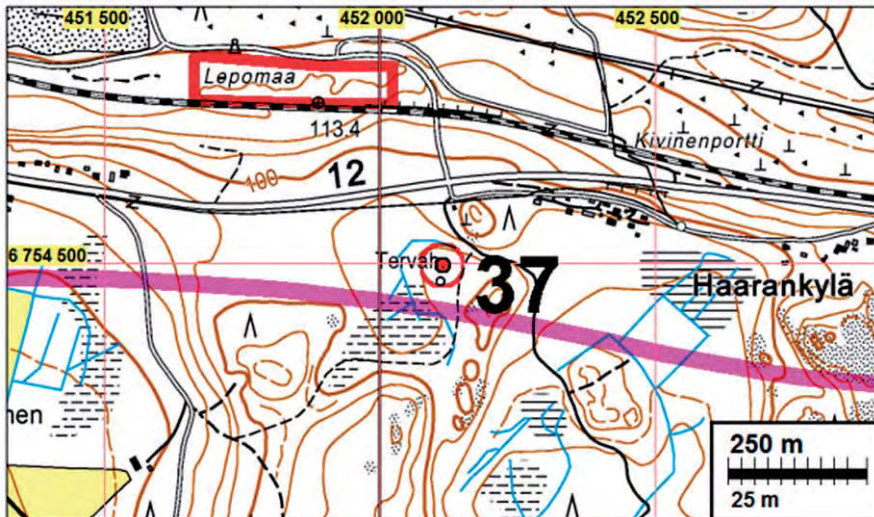 451 500
452 000
452 500
Lepomaa
113.4
Kivinenportti
100
12
6 754 500
Tervah
37
Haarankylä
nen
250 m
25 m